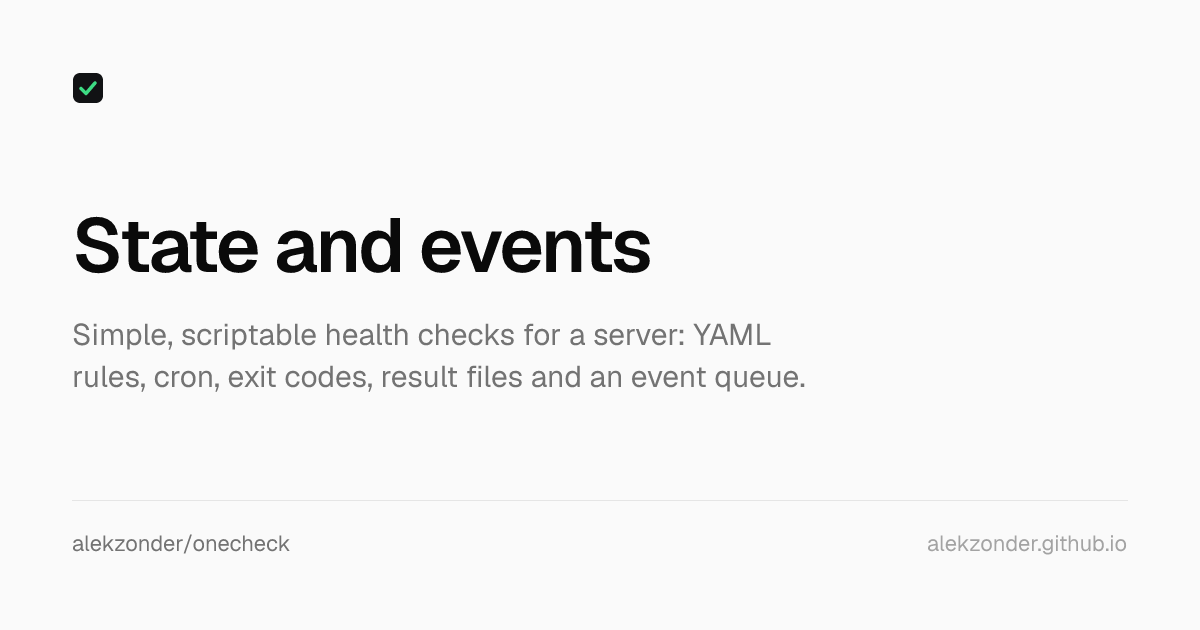 State and events
Simple, scriptable health checks for a server: YAML
rules, cron, exit codes, result files and an event queue.
alekzonder/onecheck
alekzonder.github.io